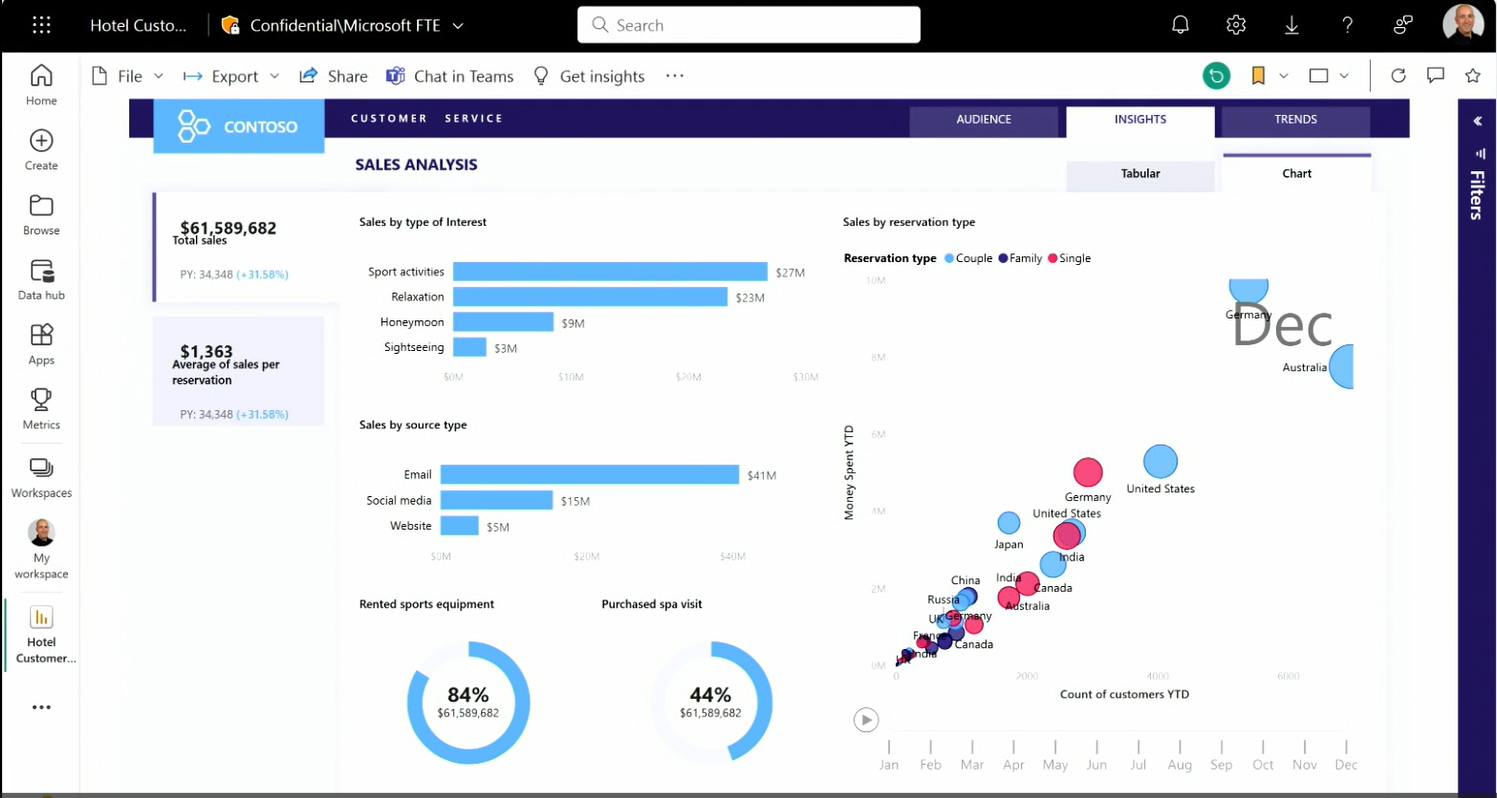 Hotel Custo...
Confidential\Microsoft FTE
Search
File
Export
Share
Chat in Teams
Get insights
Home
Create
Browse
Data hub
Apps
Metrics
Workspaces
My
workspace
Hotel
Customer...
CONTOSO
CUSTOMER SERVICE
AUDIENCE
INSIGHTS
TRENDS
SALES ANALYSIS
Tabular
Chart
Filters
$61,589,682
Total sales
PY: 34,348 (+31.58%)
$1,363
Average of sales per
reservation
PY: 34,348 (+31.58%)
Sales by type of Interest
Sport activities $27M
Relaxation $23M
Honeymoon $9M
Sightseeing $3M
$0M $10M $20M $30M
Sales by source type
Email $41M
Social media $15M
Website $5M
$0M $20M $40M
Rented sports equipment
84%
$61,589,682
Purchased spa visit
44%
$61,589,682
Sales by reservation type
Reservation type Couple Family Single
10M
8M
6M
4M
2M
0M
Money Spent YTD
Dec
Germany
Australia
United States
Germany
United States
Japan
India
China
India
Canada
Russia
Australia
UK
Germany
France
Canada
India
UK
0 2000 4000 6000
Count of customers YTD
Jan Feb Mar Apr May Jun Jul Aug Sep Oct Nov Dec